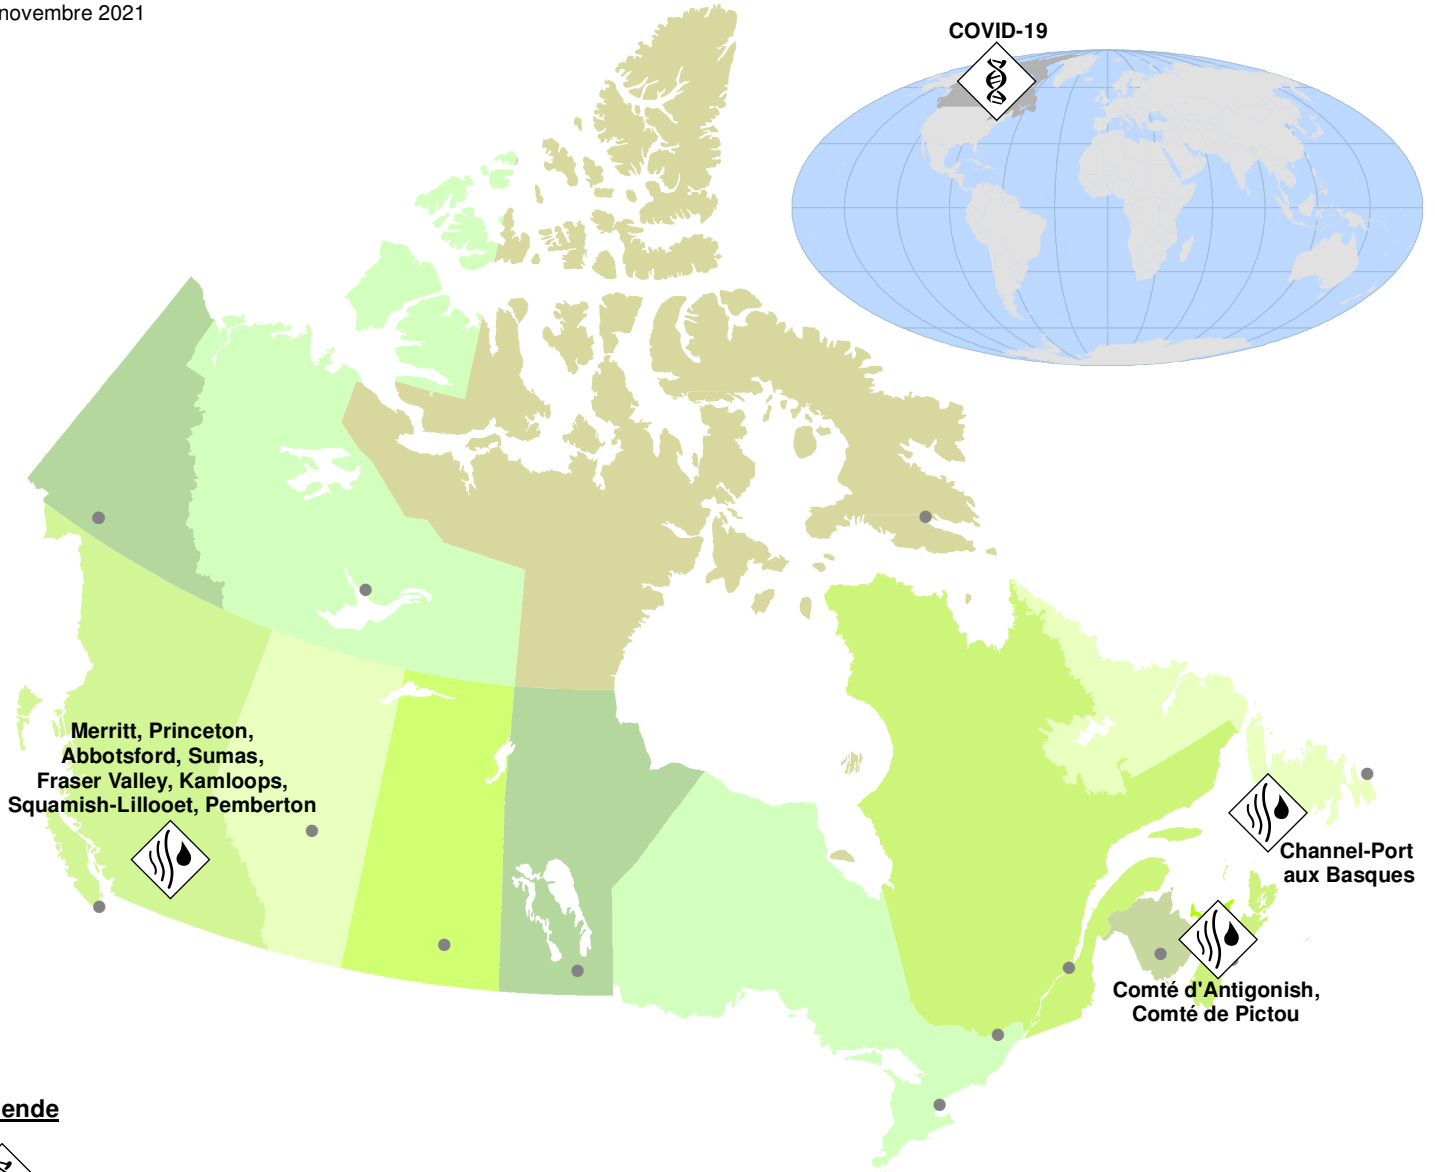 novembre 2021
COVID-19
Merritt, Princeton,
Abbotsford, Sumas,
Fraser Valley, Kamloops,
Squamish-Lillooet, Pemberton
Channel-Port
aux Basques
Comté d'Antigonish,
Comté de Pictou
ende